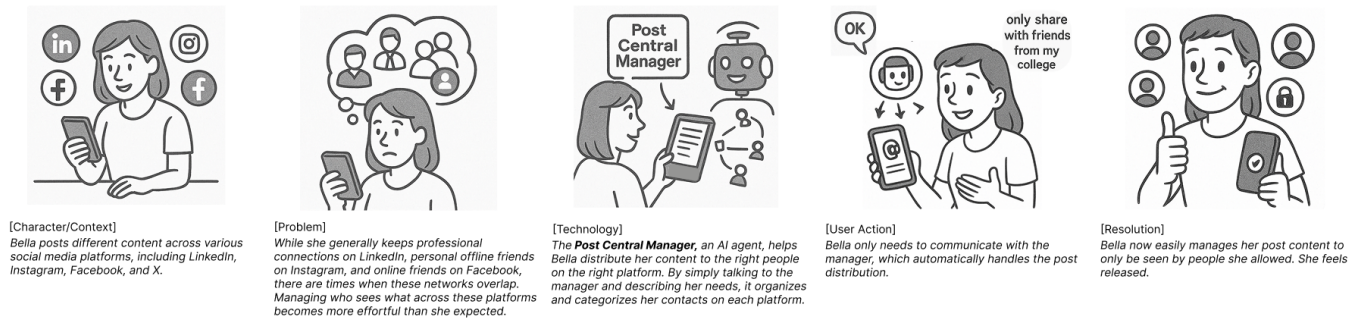 in
Post
Central
Manager
OK
only share
with friends
from my
college
[Character/Context]
Bella posts different content across various
social media platforms, including LinkedIn,
Instagram, Facebook, and X.
[Problem]
While she generally keeps professional
connections on LinkedIn, personal offline friends
on Instagram, and online friends on Facebook,
there are times when these networks overlap.
Managing who sees what across these platforms
becomes more effortful than she expected.
[Technology]
The Post Central Manager, an AI agent, helps
Bella distribute her content to the right people
on the right platform. By simply talking to the
manager and describing her needs, it organizes
and categorizes her contacts on each platform.
[User Action]
Bella only needs to communicate with the
manager, which automatically handles the post
distribution.
[Resolution]
Bella now easily manages her post content to
only be seen by people she allowed. She feels
released.